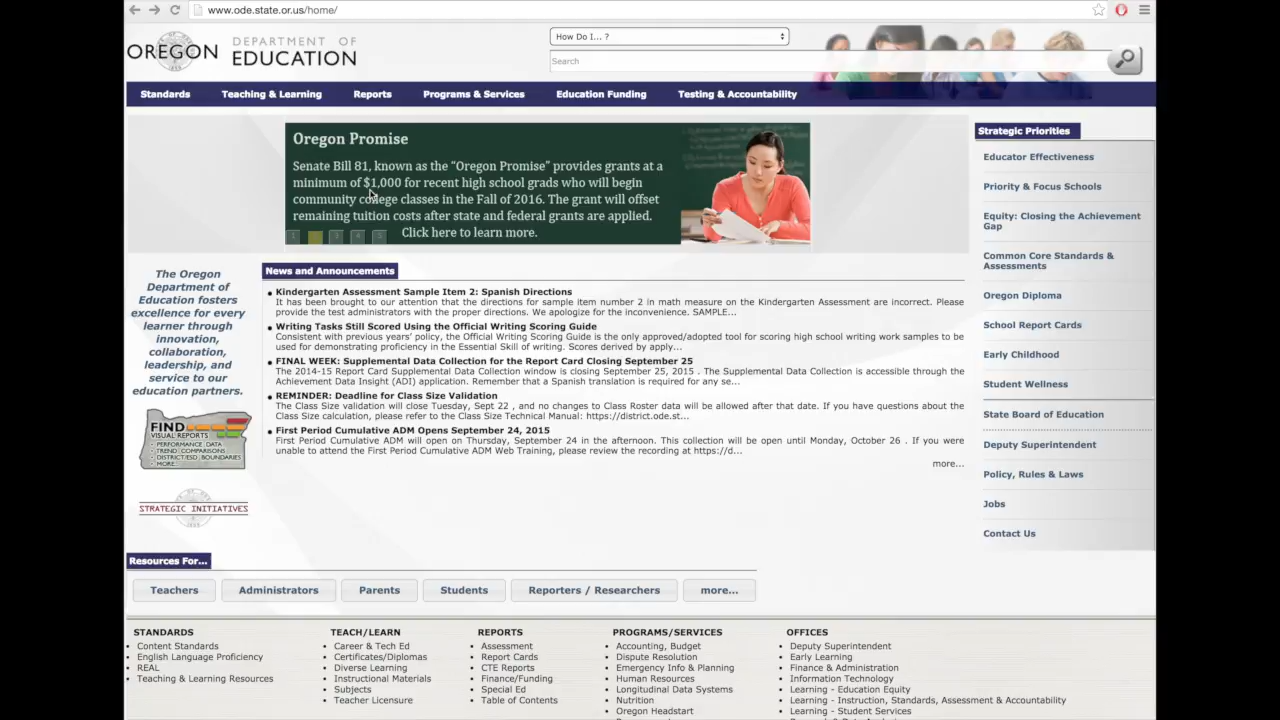 www.ode.state.or.us/home/
OREGON DEPARTMENT OF EDUCATION
How Do I... ?
Search
Standards Teaching & Learning Reports Programs & Services Education Funding Testing & Accountability
Oregon Promise
Senate Bill 81, known as the “Oregon Promise” provides grants at a
minimum of $1,000 for recent high school grads who will begin
community college classes in the Fall of 2016. The grant will offset
remaining tuition costs after state and federal grants are applied.
1 3 4 5 Click here to learn more.
The Oregon
Department of
Education fosters
excellence for every
learner through
innovation,
collaboration,
leadership, and
service to our
education partners.
FIND
VISUAL REPORTS
• PERFORMANCE DATA
• TREND COMPARISONS
• DISTRICT/ESD BOUNDARIES
• MORE...
STRATEGIC INITIATIVES
News and Announcements
• Kindergarten Assessment Sample Item 2: Spanish Directions
It has been brought to our attention that the directions for sample item number 2 in math measure on the Kindergarten Assessment are incorrect. Please
provide the test administrators with the proper directions. We apologize for the inconvenience. SAMPLE...
• Writing Tasks Still Scored Using the Official Writing Scoring Guide
Consistent with previous years’ policy, the Official Writing Scoring Guide is the only approved/adopted tool for scoring high school writing work samples to be
used for demonstrating proficiency in the Essential Skill of writing. Scores derived by apply...
• FINAL WEEK: Supplemental Data Collection for the Report Card Closing September 25
The 2014-15 Report Card Supplemental Data Collection window is closing September 25, 2015 . The Supplemental Data Collection is accessible through the
Achievement Data Insight (ADI) application. Remember that a Spanish translation is required for any se...
• REMINDER: Deadline for Class Size Validation
The Class Size validation will close Tuesday, Sept 22 , and no changes to Class Roster data will be allowed after that date. If you have questions about the
Class Size calculation, please refer to the Class Size Technical Manual: https://district.ode.st...
• First Period Cumulative ADM Opens September 24, 2015
First Period Cumulative ADM will open on Thursday, September 24 in the afternoon. This collection will be open until Monday, October 26 . If you were
unable to attend the First Period Cumulative ADM Web Training, please review the recording at https://d...
more...
Strategic Priorities
Educator Effectiveness
Priority & Focus Schools
Equity: Closing the Achievement
Gap
Common Core Standards &
Assessments
Oregon Diploma
School Report Cards
Early Childhood
Student Wellness
State Board of Education
Deputy Superintendent
Policy, Rules & Laws
Jobs
Contact Us
Resources For...
Teachers Administrators Parents Students Reporters / Researchers more...
STANDARDS
• Content Standards
• English Language Proficiency
• REAL
• Teaching & Learning Resources
TEACH/LEARN
• Career & Tech Ed
• Certificates/Diplomas
• Diverse Learning
• Instructional Materials
• Subjects
• Teacher Licensure
REPORTS
• Assessment
• Report Cards
• CTE Reports
• Finance/Funding
• Special Ed
• Table of Contents
PROGRAMS/SERVICES
• Accounting, Budget
• Dispute Resolution
• Emergency Info & Planning
• Human Resources
• Longitudinal Data Systems
• Nutrition
• Oregon Headstart
OFFICES
• Deputy Superintendent
• Early Learning
• Finance & Administration
• Information Technology
• Learning - Education Equity
• Learning - Instruction, Standards, Assessment & Accountability
• Learning - Student Services